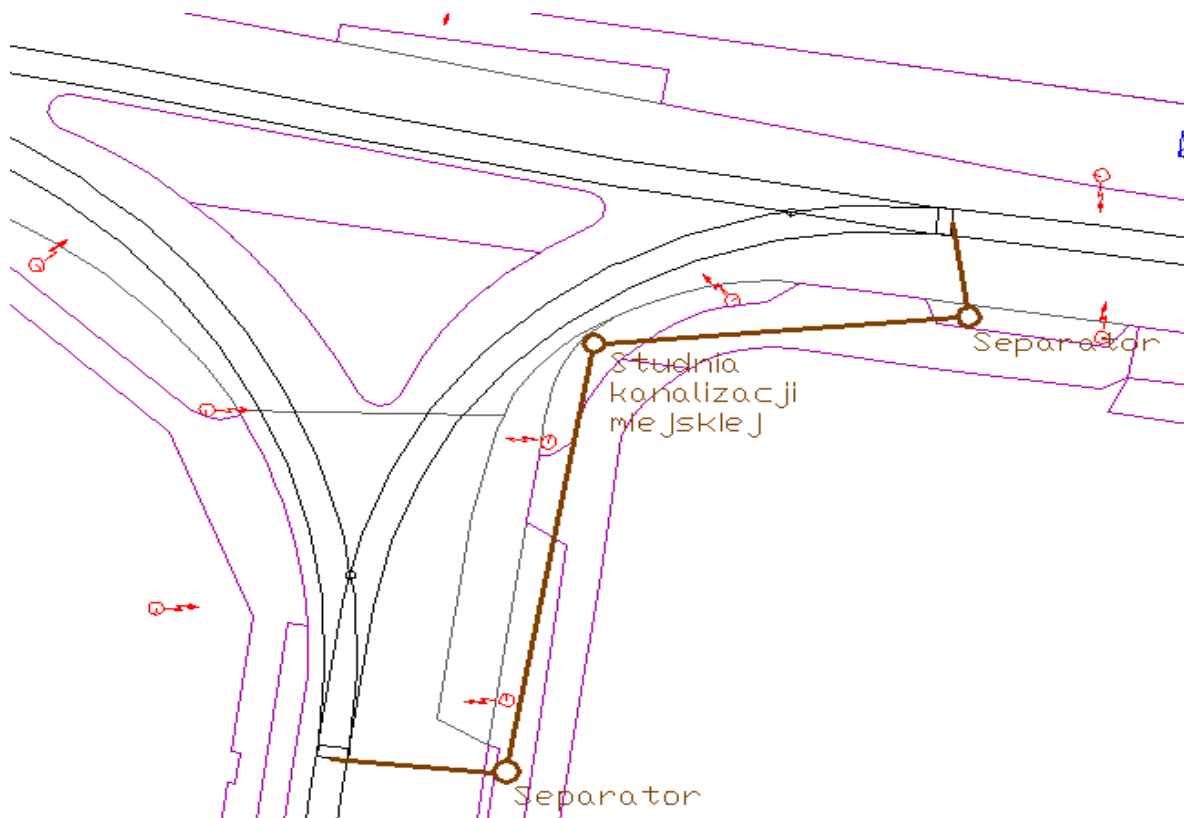 Separator
Studnia
kanalizacji
miejskiej
Separator